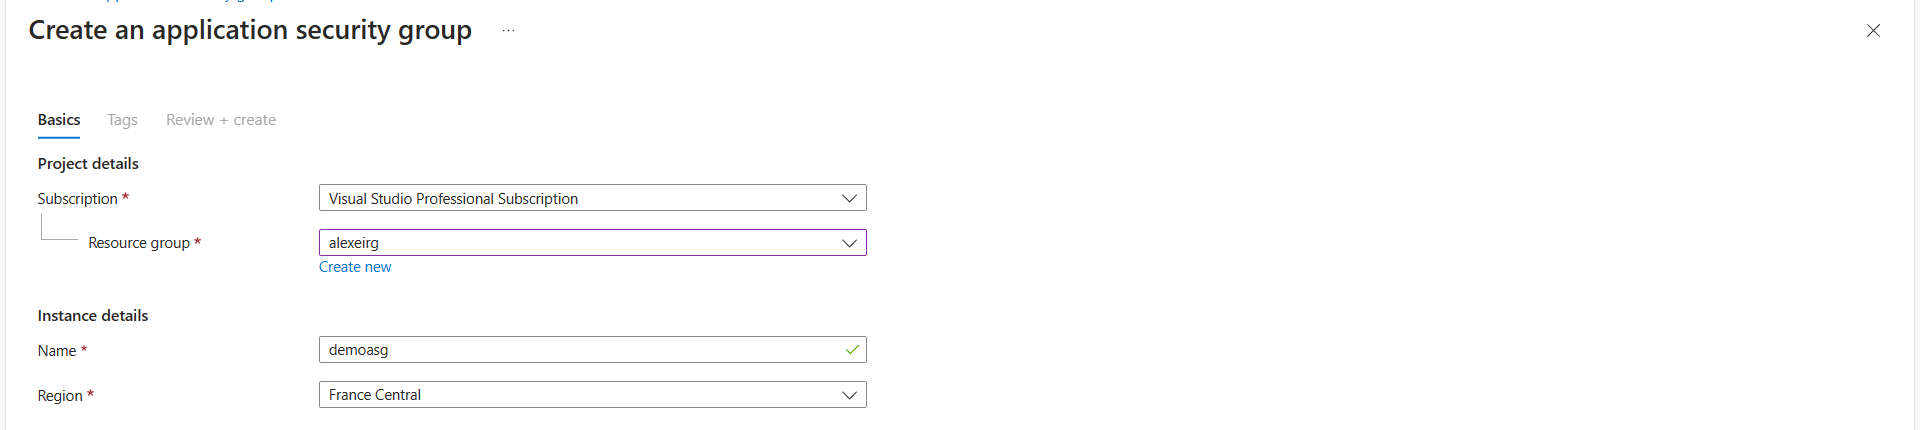 Create an application security group ...
Basics Tags Review + create
Project details
Subscription * Visual Studio Professional Subscription
Resource group * alexeirg
Create new
Instance details
Name * demoasg
Region * France Central